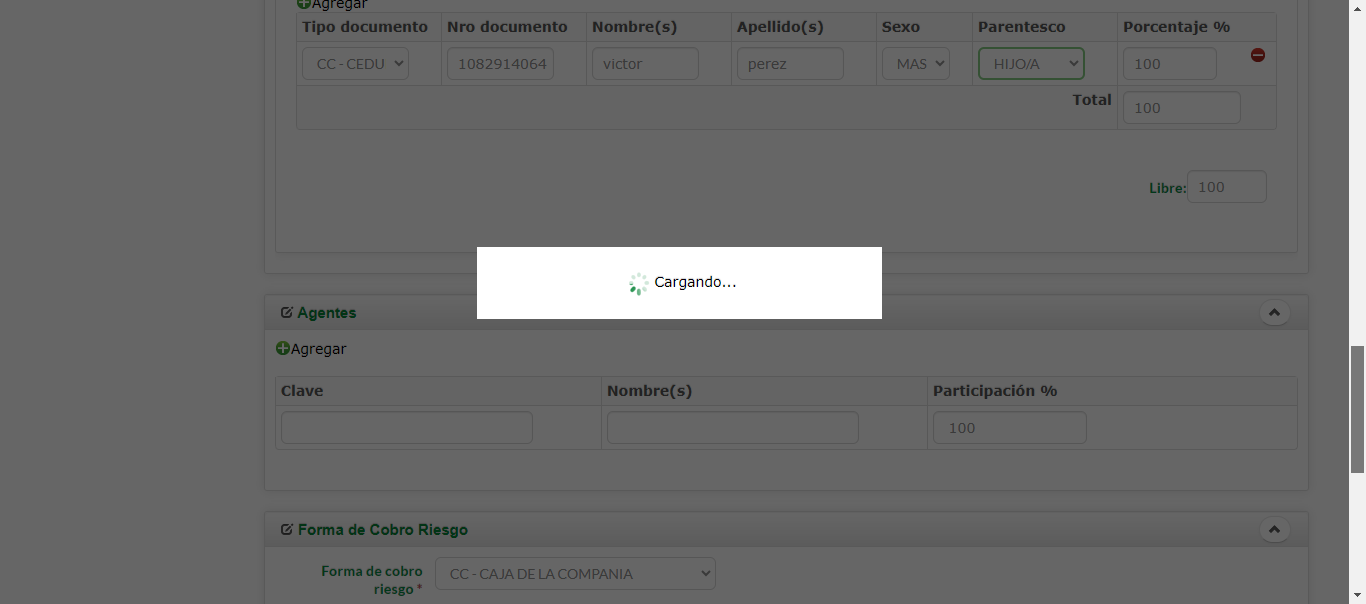 Agregar
Tipo documento Nro documento Nombre(s) Apellido(s) Sexo Parentesco Porcentaje %
CC - CEDU 1082914064 victor perez MAS HIJO/A 100
Total 100
Libre: 100
Cargando...
Agentes
Agregar
Clave Nombre(s) Participación %
100
Forma de Cobro Riesgo
Forma de cobro CC - CAJA DE LA COMPANIA
riesgo *